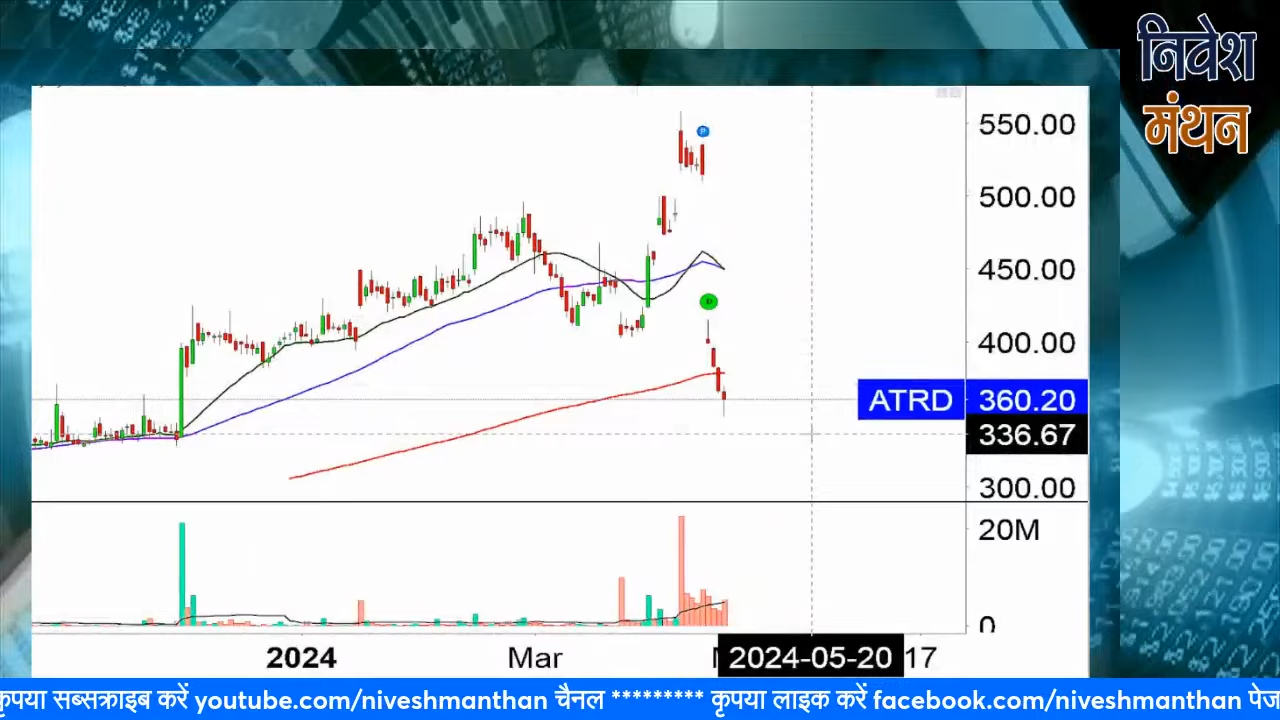 निवेश
मंथन
550.00
500.00
450.00
400.00
ATRD 360.20
336.67
300.00
20M
0
2024 Mar 2024-05-20 17
कृपया सब्सक्राइब करें youtube.com/niveshmanthan चैनल ********* कृपया लाइक करें facebook.com/niveshmanthan पेज